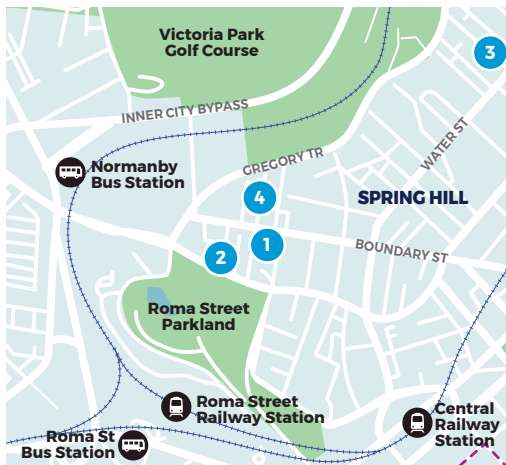 Victoria Park
Golf Course
3
INNER CITY BYPASS
WATER ST
GREGORY TR
Normanby
Bus Station
4
SPRING HILL
1
BOUNDARY ST
2
Roma Street
Parkland
Roma Street
Railway Station
Central
Railway
Station
Roma St
Bus Station